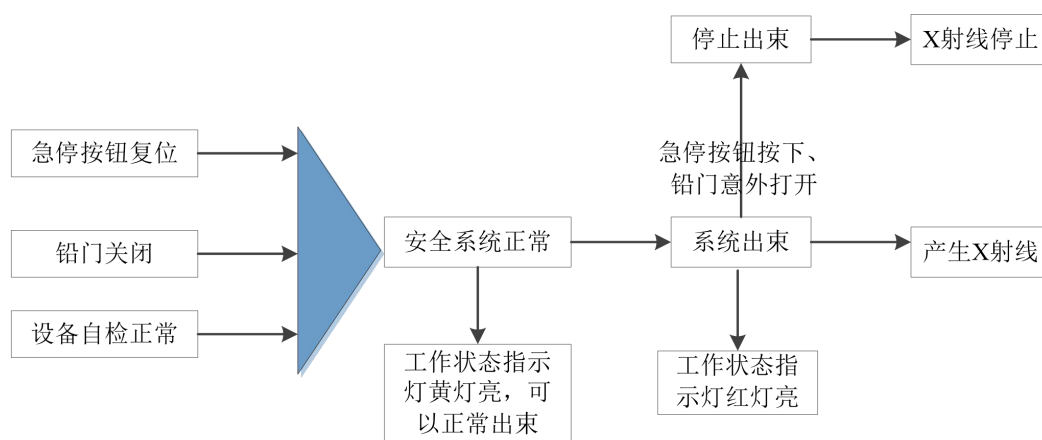 停止出束
X射线停止
急停按钮复位
急停按钮按下、
铅门意外打开
铅门关闭
安全系统正常
系统出束
产生X射线
设备自检正常
工作状态指示
灯黄灯亮，可
以正常出束
工作状态指
示灯红灯亮